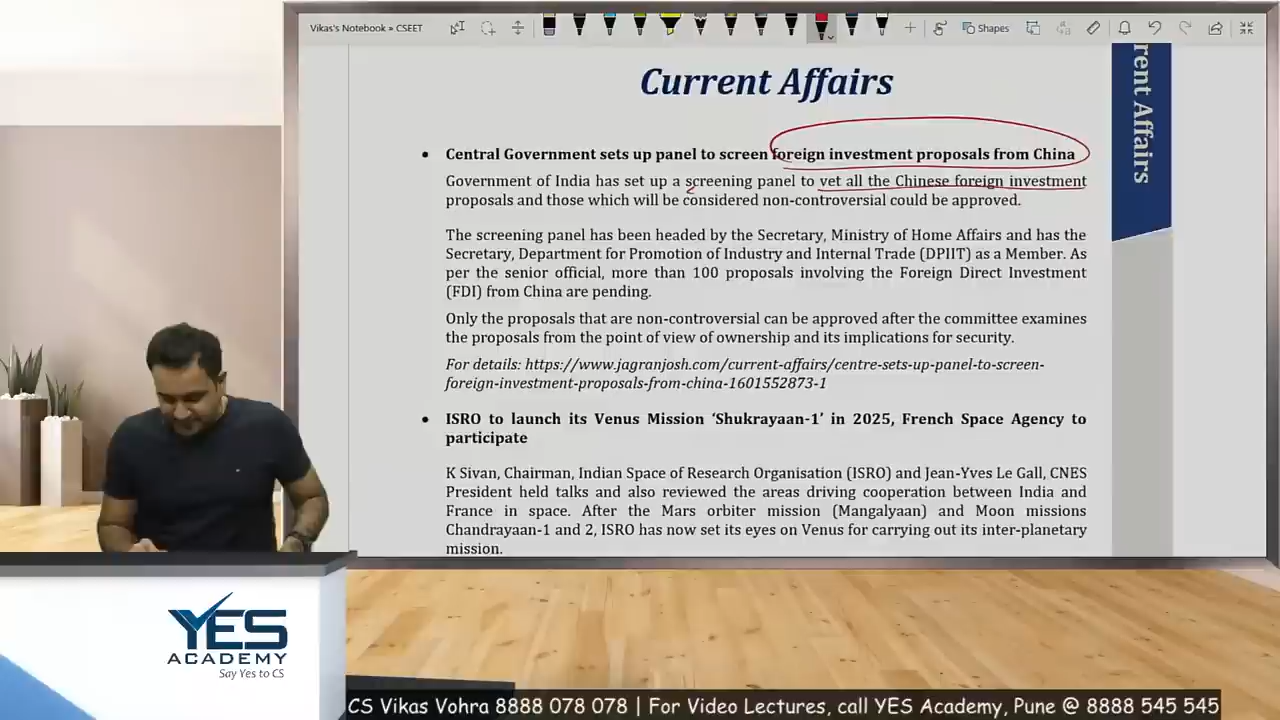 Vikas's Notebook » CSEET
Shapes
Current Affairs
rent Affairs
• Central Government sets up panel to screen foreign investment proposals from China
Government of India has set up a screening panel to vet all the Chinese foreign investment
proposals and those which will be considered non-controversial could be approved.
The screening panel has been headed by the Secretary, Ministry of Home Affairs and has the
Secretary, Department for Promotion of Industry and Internal Trade (DPIIT) as a Member. As
per the senior official, more than 100 proposals involving the Foreign Direct Investment
(FDI) from China are pending.
Only the proposals that are non-controversial can be approved after the committee examines
the proposals from the point of view of ownership and its implications for security.
For details: https://www.jagranjosh.com/current-affairs/centre-sets-up-panel-to-screen-
foreign-investment-proposals-from-china-1601552873-1
• ISRO to launch its Venus Mission ‘Shukrayaan-1’ in 2025, French Space Agency to
participate
K Sivan, Chairman, Indian Space of Research Organisation (ISRO) and Jean-Yves Le Gall, CNES
President held talks and also reviewed the areas driving cooperation between India and
France in space. After the Mars orbiter mission (Mangalyaan) and Moon missions
Chandrayaan-1 and 2, ISRO has now set its eyes on Venus for carrying out its inter-planetary
mission.
YES
ACADEMY
Say Yes to CS
CS Vikas Vohra 8888 078 078 | For Video Lectures, call YES Academy, Pune @ 8888 545 545